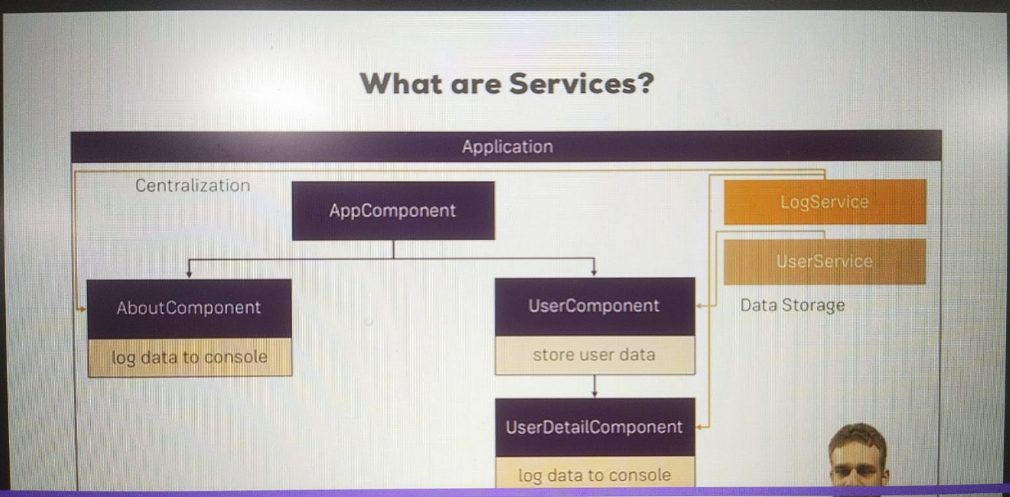 What are Services?
Application
Centralization
AppComponent
LogService
UserService
AboutComponent
UserComponent
Data Storage
log data to console
store user data
UserDetailComponent
log data to console